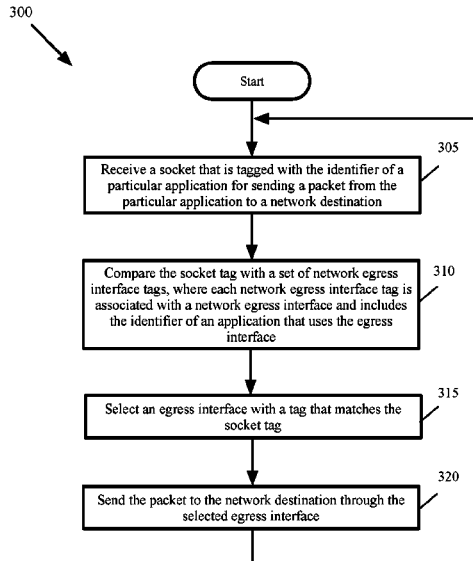 300
Start
305
Receive a socket that is tagged with the identifier of a
particular application for sending a packet from the
particular application to a network destination
310
Compare the socket tag with a set of network egress
interface tags, where each network egress interface tag is
associated with a network egress interface and includes
the identifier of an application that uses the egress
interface
315
Select an egress interface with a tag that matches the
socket tag
320
Send the packet to the network destination through the
selected egress interface